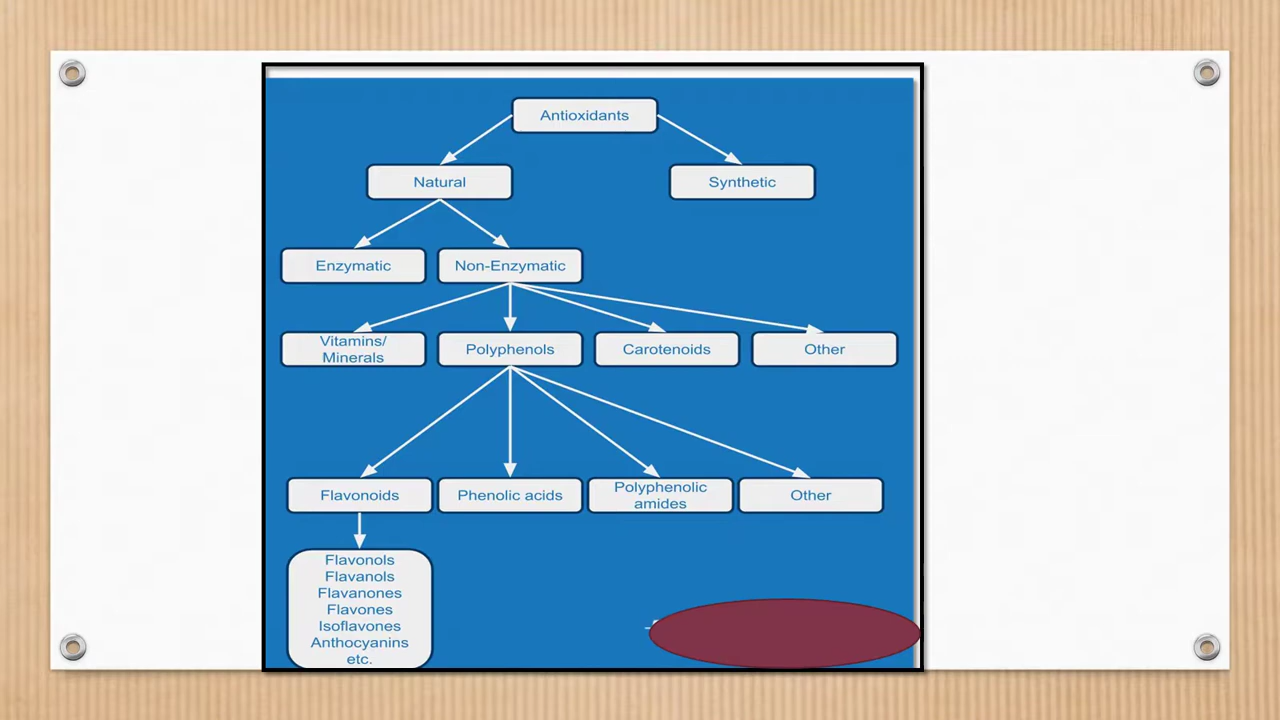 Antioxidants
Natural
Synthetic
Enzymatic
Non-Enzymatic
Vitamins/
Minerals
Polyphenols
Carotenoids
Other
Flavonoids
Phenolic acids
Polyphenolic
amides
Other
Flavonols
Flavanols
Flavanones
Flavones
Isoflavones
Anthocyanins
etc.